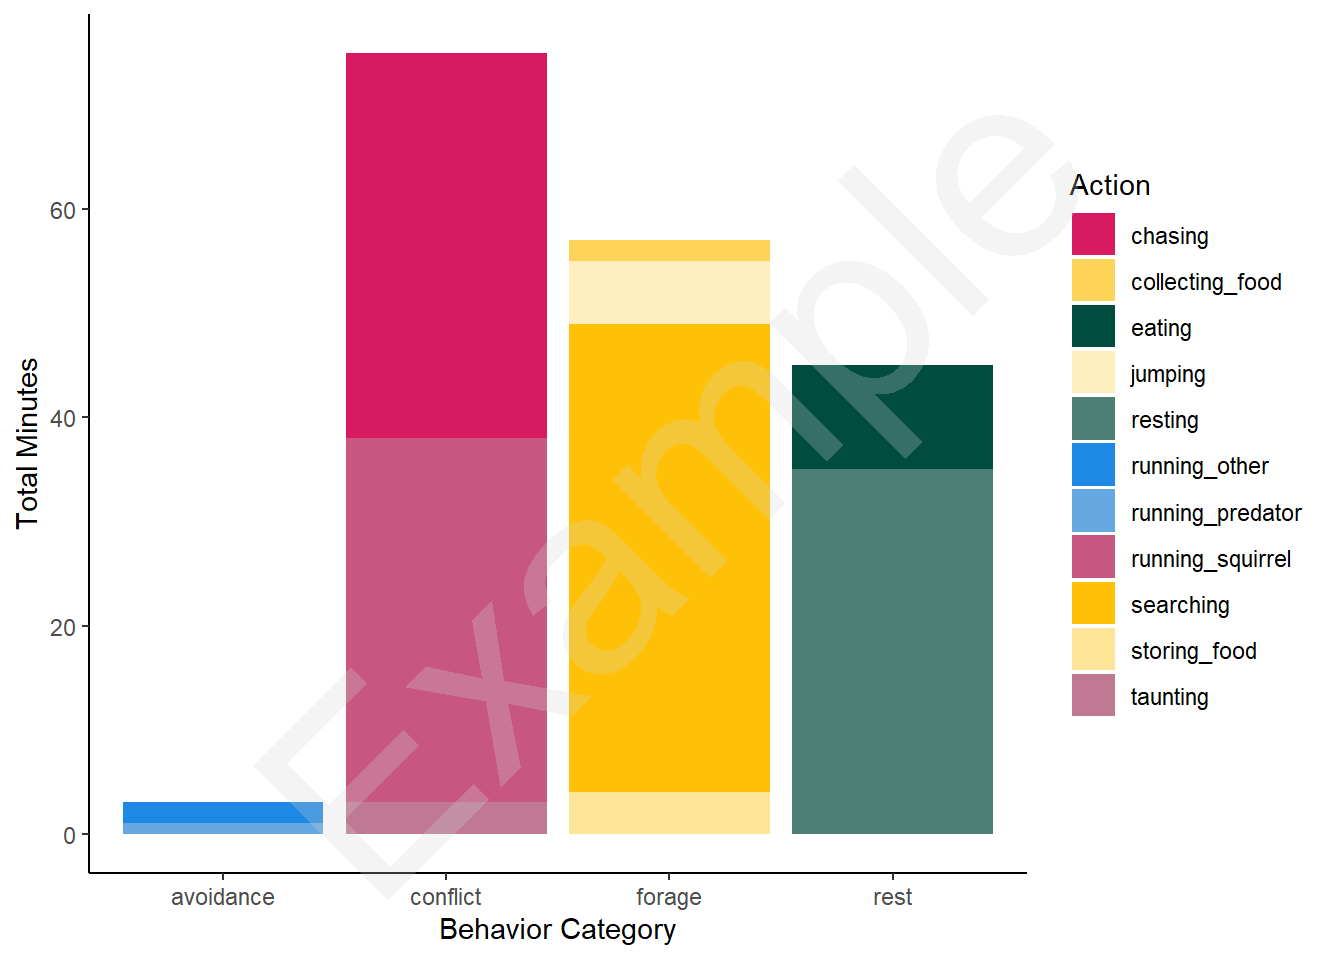 Total Minutes
60
40
20
0
avoidance
conflict
forage
rest
Behavior Category
Action
chasing
collecting_food
eating
jumping
resting
running_other
running_predator
running_squirrel
searching
storing_food
taunting
Example